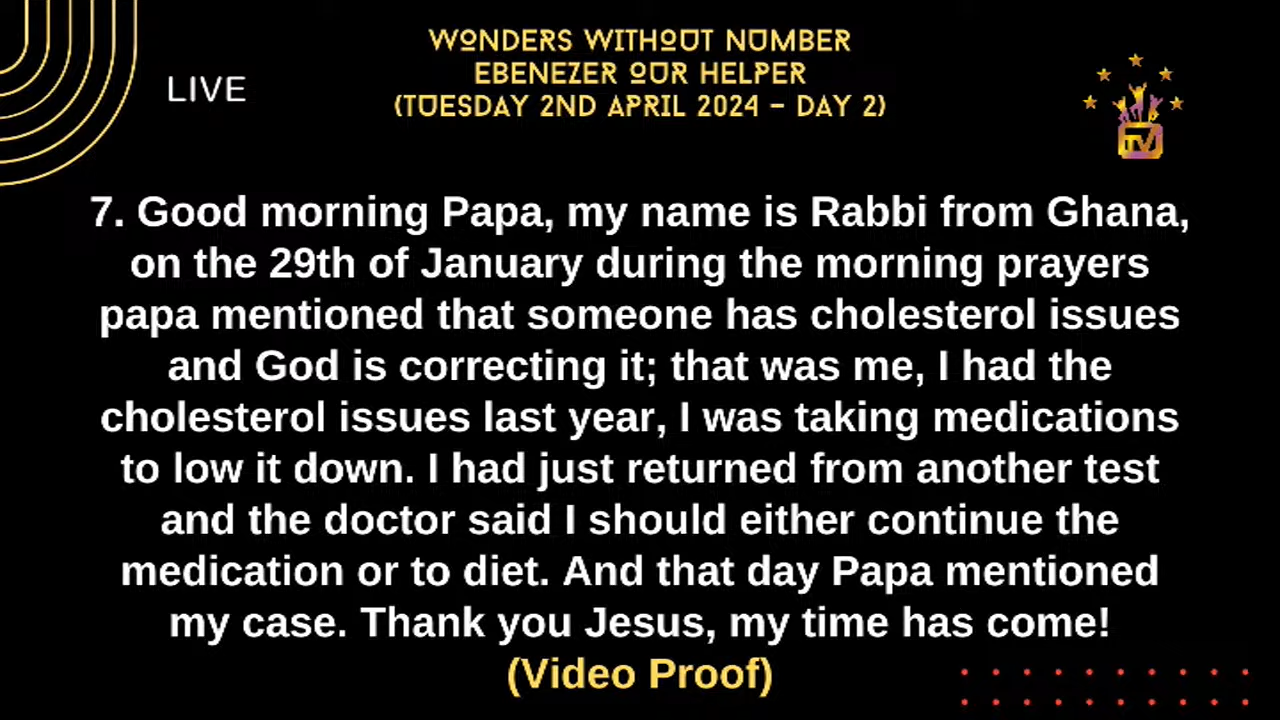 WONDERS WITHOUT NUMBER
EBENEZER OUR HELPER
(TUESDAY 2ND APRIL 2024 – DAY 2)
LIVE
TV
7. Good morning Papa, my name is Rabbi from Ghana,
on the 29th of January during the morning prayers
papa mentioned that someone has cholesterol issues
and God is correcting it; that was me, I had the
cholesterol issues last year, I was taking medications
to low it down. I had just returned from another test
and the doctor said I should either continue the
medication or to diet. And that day Papa mentioned
my case. Thank you Jesus, my time has come!
(Video Proof)